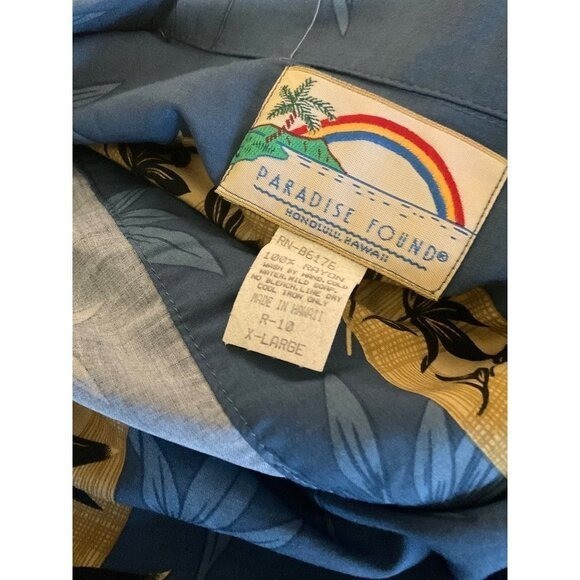 PARADISE FOUND®
HONOLULU, HAWAII
RN-86176
100% RAYON
WASH BY HAND, COLD
WATER, MILD SOAP,
NO BLEACH, LINE DRY
COOL IRON ONLY
MADE IN HAWAII
R-10
X-LARGE